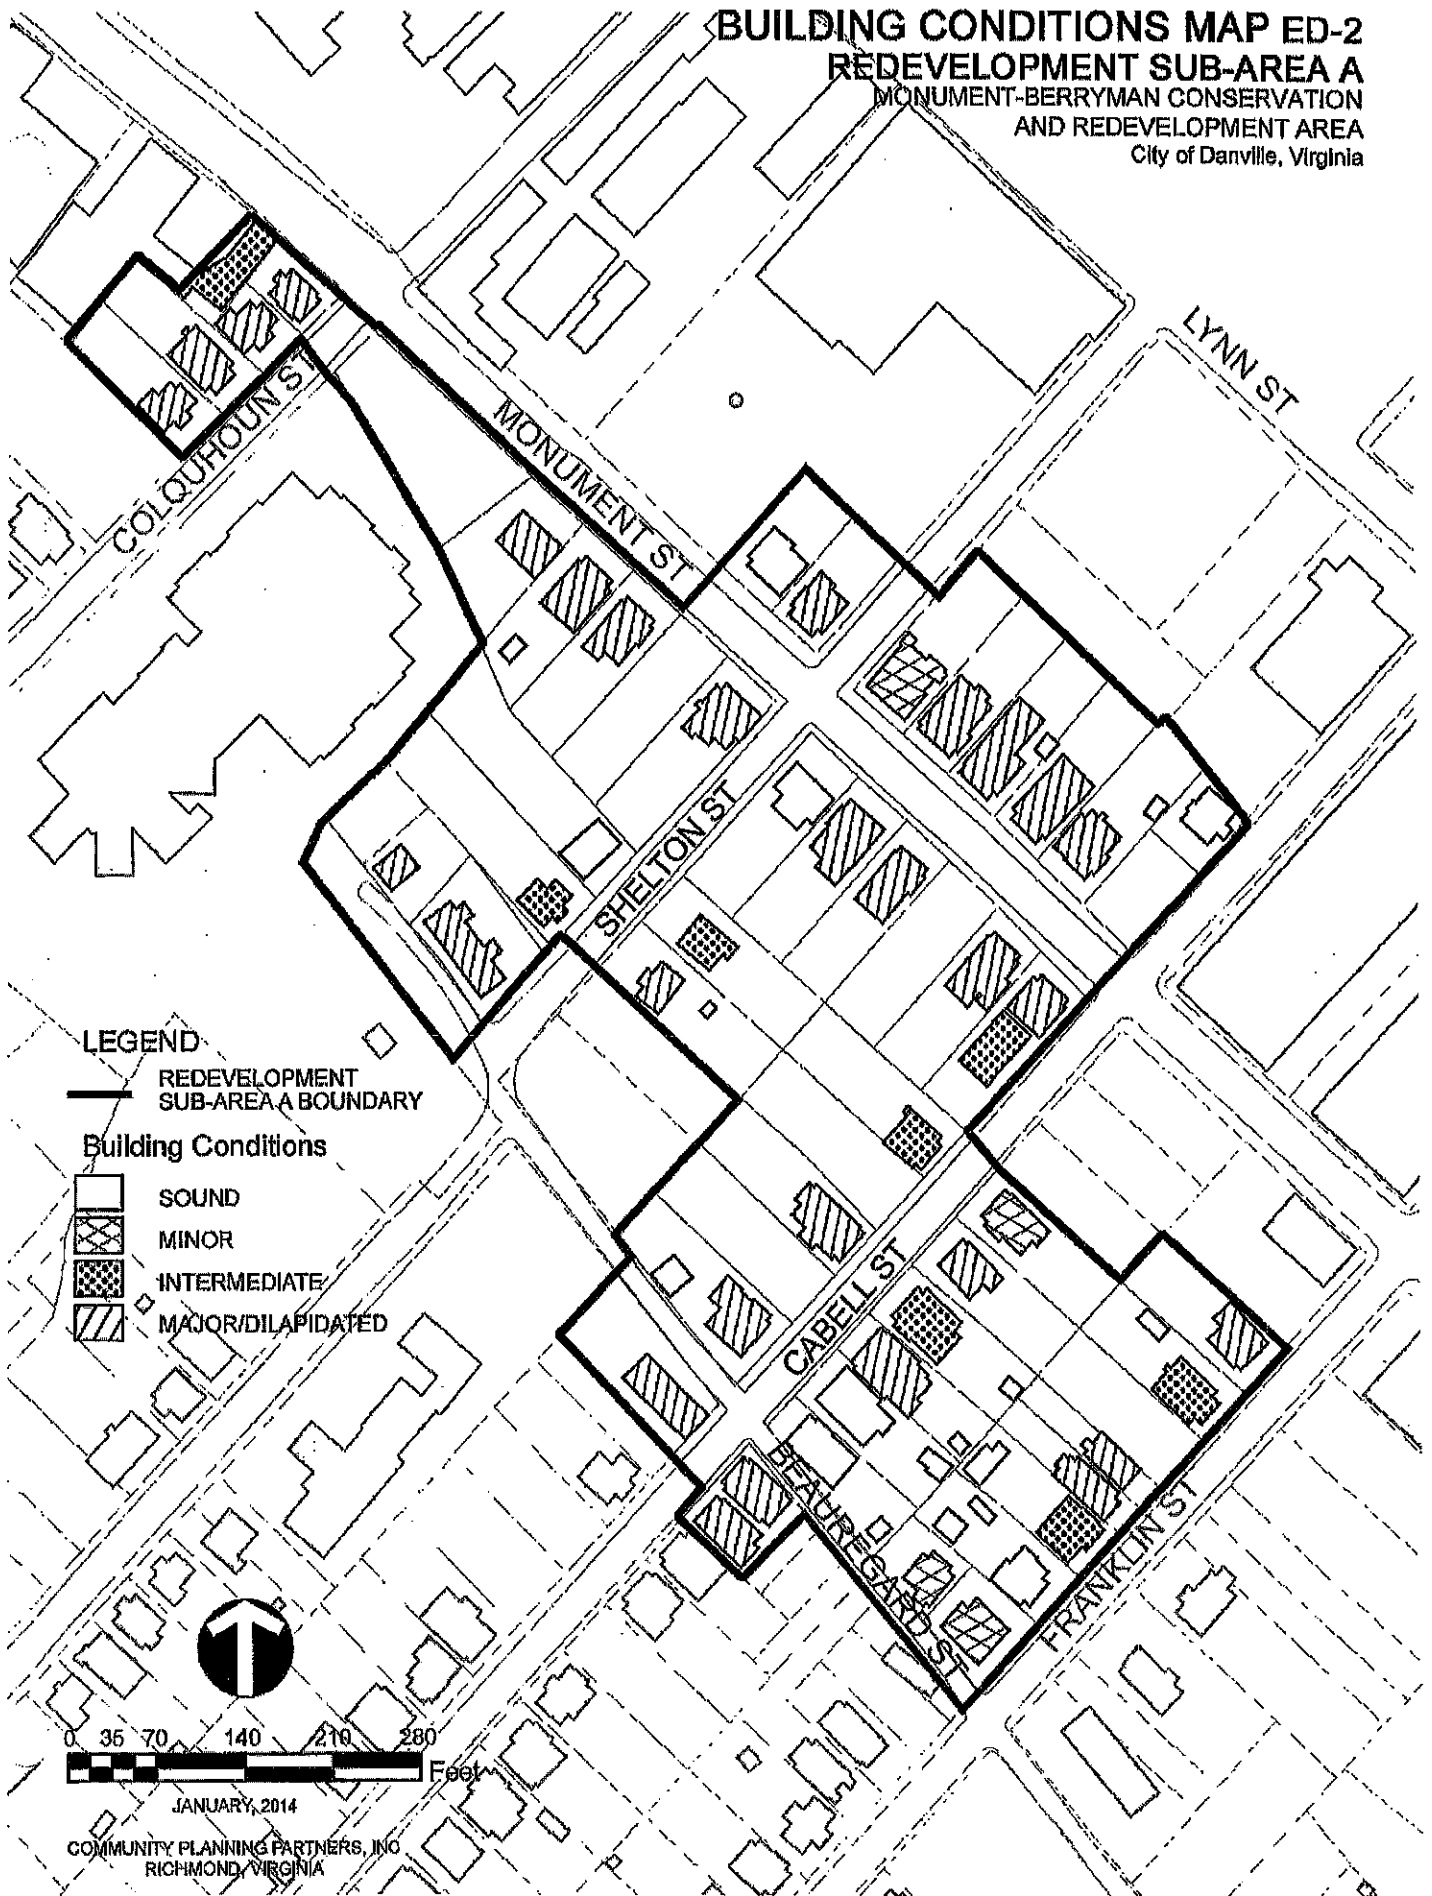 BUILDING CONDITIONS MAP ED-2
REDEVELOPMENT SUB-AREA A
MONUMENT-BERRYMAN CONSERVATION
AND REDEVELOPMENT AREA
City of Danville, Virginia
LYNN ST
COLQUHOUN ST
MONUMENT ST
SHELTON ST
CABELL ST
BEAUREGARD ST
FRANKLIN ST
LEGEND
REDEVELOPMENT
SUB-AREA A BOUNDARY
Building Conditions
SOUND
MINOR
INTERMEDIATE
MAJOR/DILAPIDATED
0 35 70 140 210 280
Feet
JANUARY, 2014
COMMUNITY PLANNING PARTNERS, INC
RICHMOND, VIRGINIA